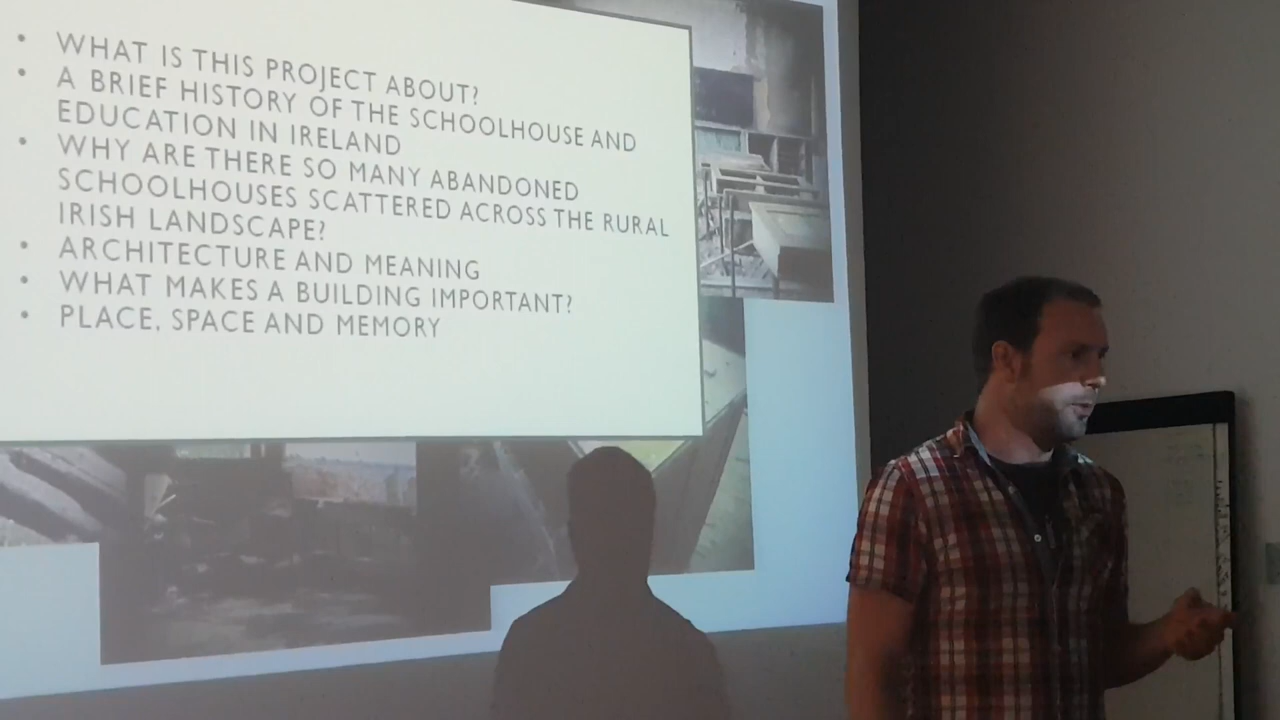 • WHAT IS THIS PROJECT ABOUT?
• A BRIEF HISTORY OF THE SCHOOLHOUSE AND
EDUCATION IN IRELAND
• WHY ARE THERE SO MANY ABANDONED
SCHOOLHOUSES SCATTERED ACROSS THE RURAL
IRISH LANDSCAPE?
• ARCHITECTURE AND MEANING
• WHAT MAKES A BUILDING IMPORTANT?
• PLACE, SPACE AND MEMORY